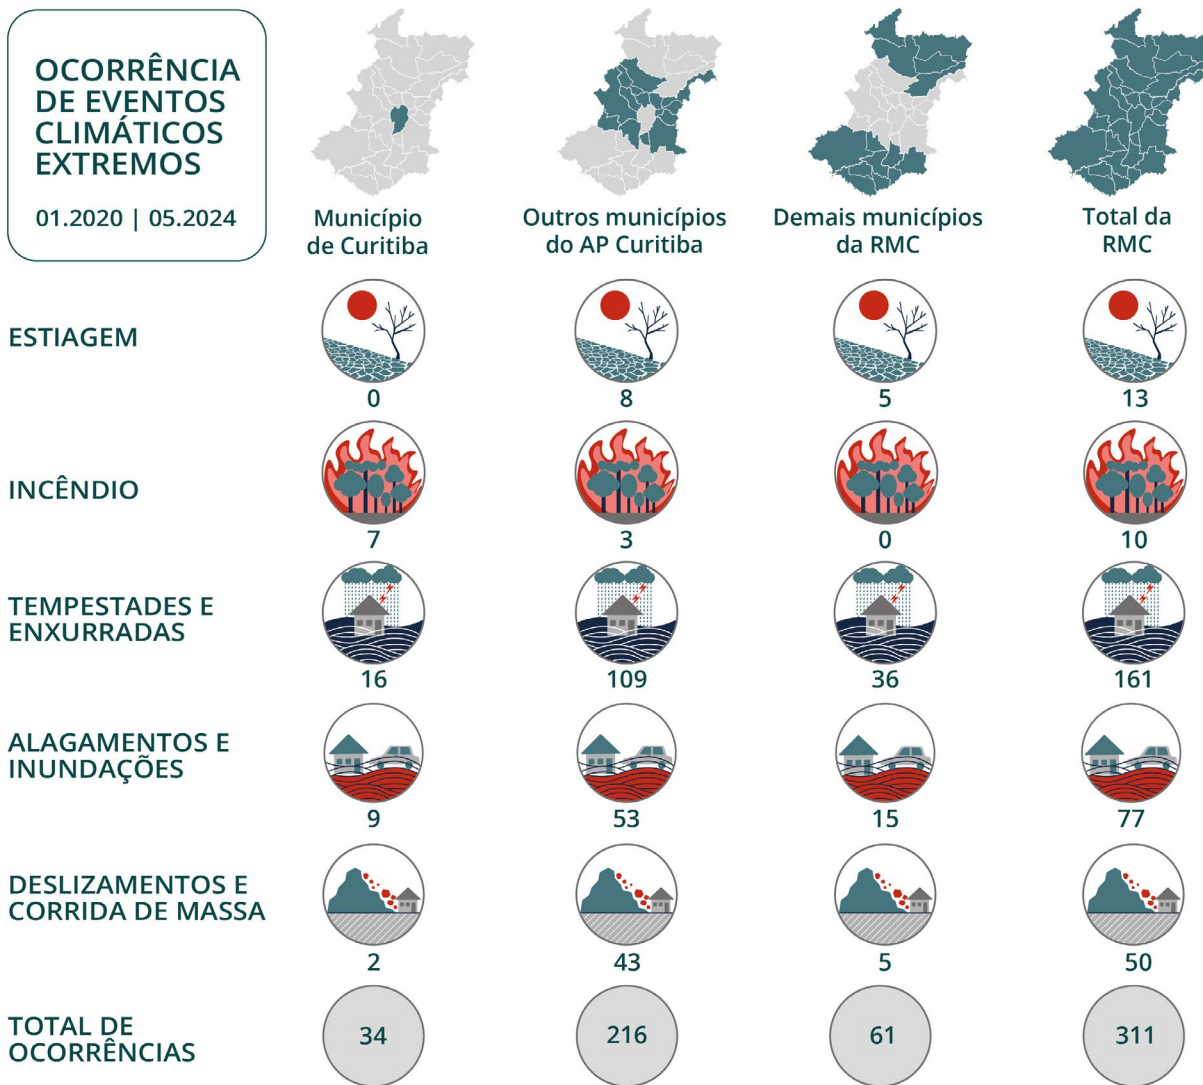 OCORRÊNCIA
DE EVENTOS
CLIMÁTICOS
EXTREMOS
01.2020 | 05.2024
Município
de Curitiba
Outros municípios
do AP Curitiba
Demais municípios
da RMC
Total da
RMC
ESTIAGEM
0
8
5
13
INCÊNDIO
7
3
0
10
TEMPESTADES E
ENXURRADAS
16
109
36
161
ALAGAMENTOS E
INUNDAÇÕES
9
53
15
77
DESLIZAMENTOS E
CORRIDA DE MASSA
2
43
5
50
TOTAL DE
OCORRÊNCIAS
34
216
61
311